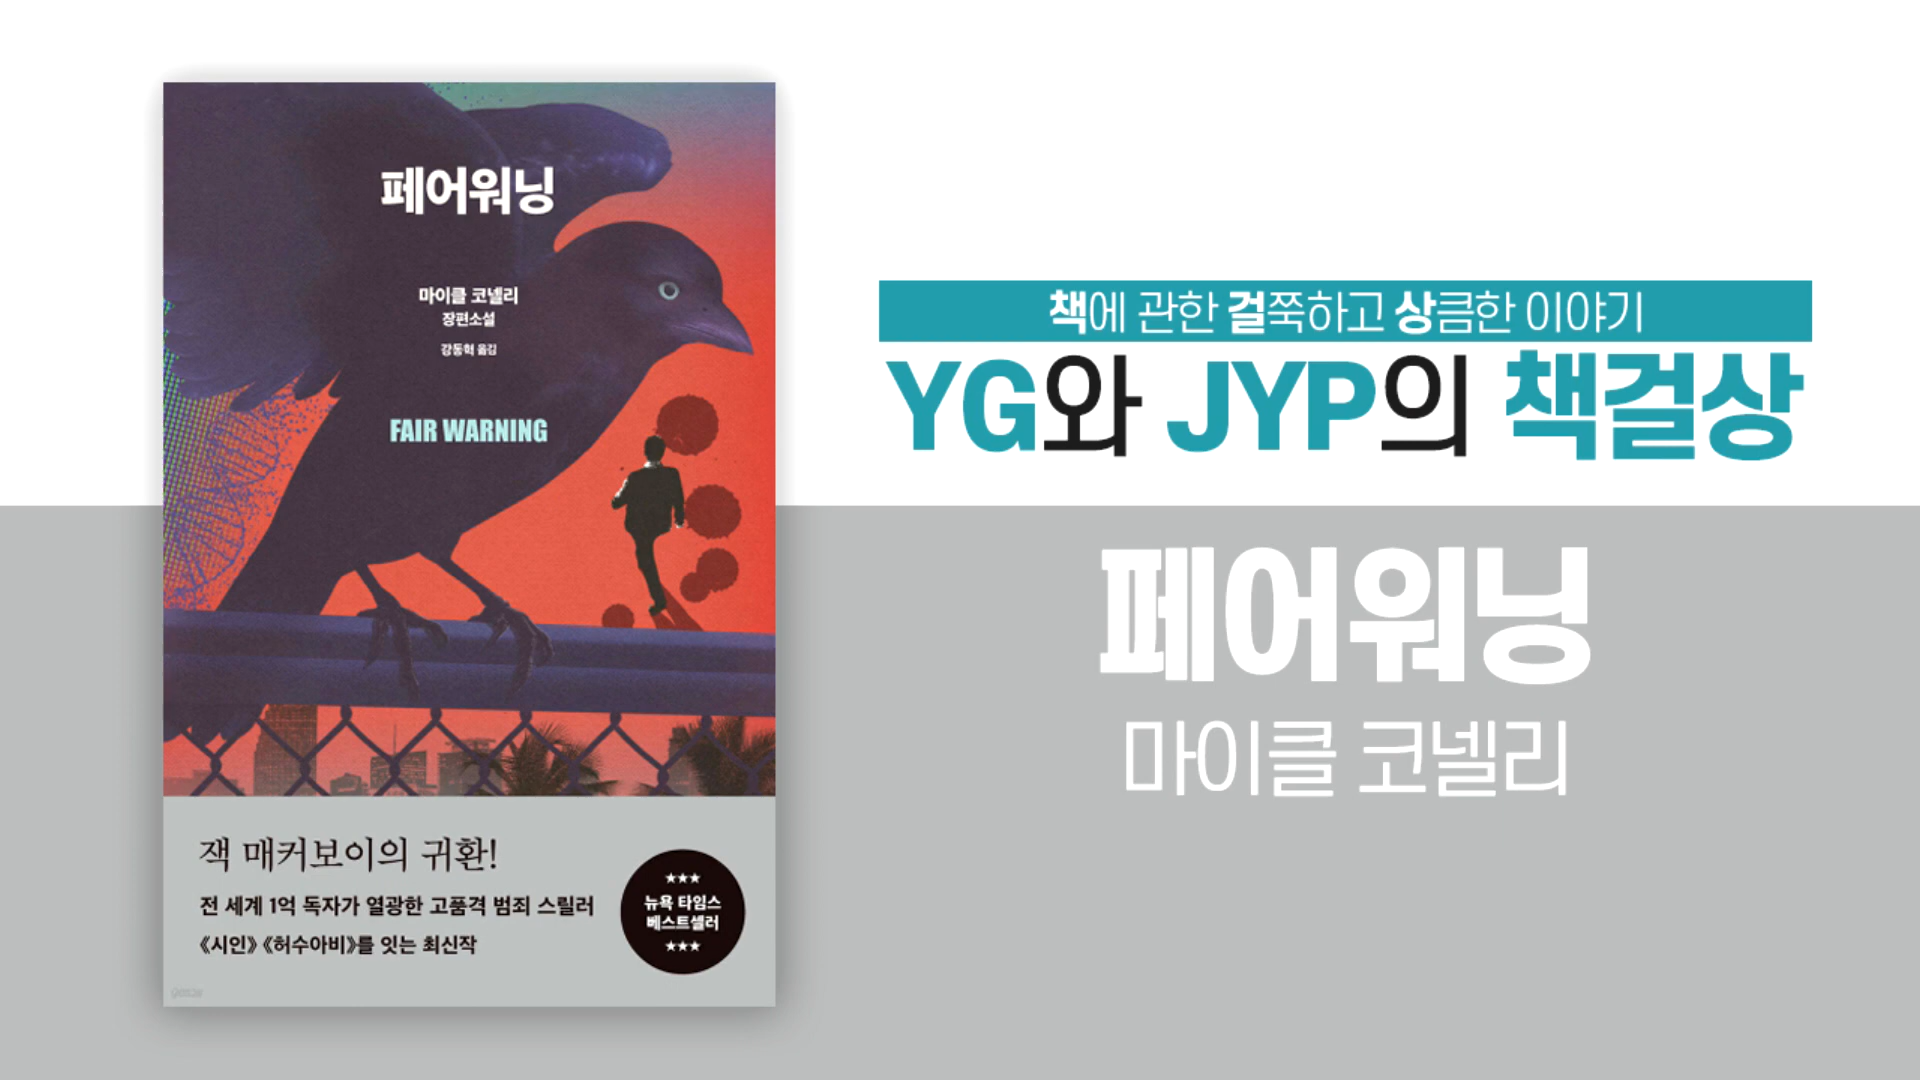 페어워닝
마이클 코넬리
장편소설
강동혁 옮김
FAIR WARNING
잭 매커보이의 귀환!
전 세계 1억 독자가 열광한 고품격 범죄 스릴러
《시인》《허수아비》를 잇는 최신작
★★★
뉴욕 타임스
베스트셀러
★★★
책에 관한 걸쭉하고 상큼한 이야기
YG와 JYP의 책걸상
페어워닝
마이클 코넬리